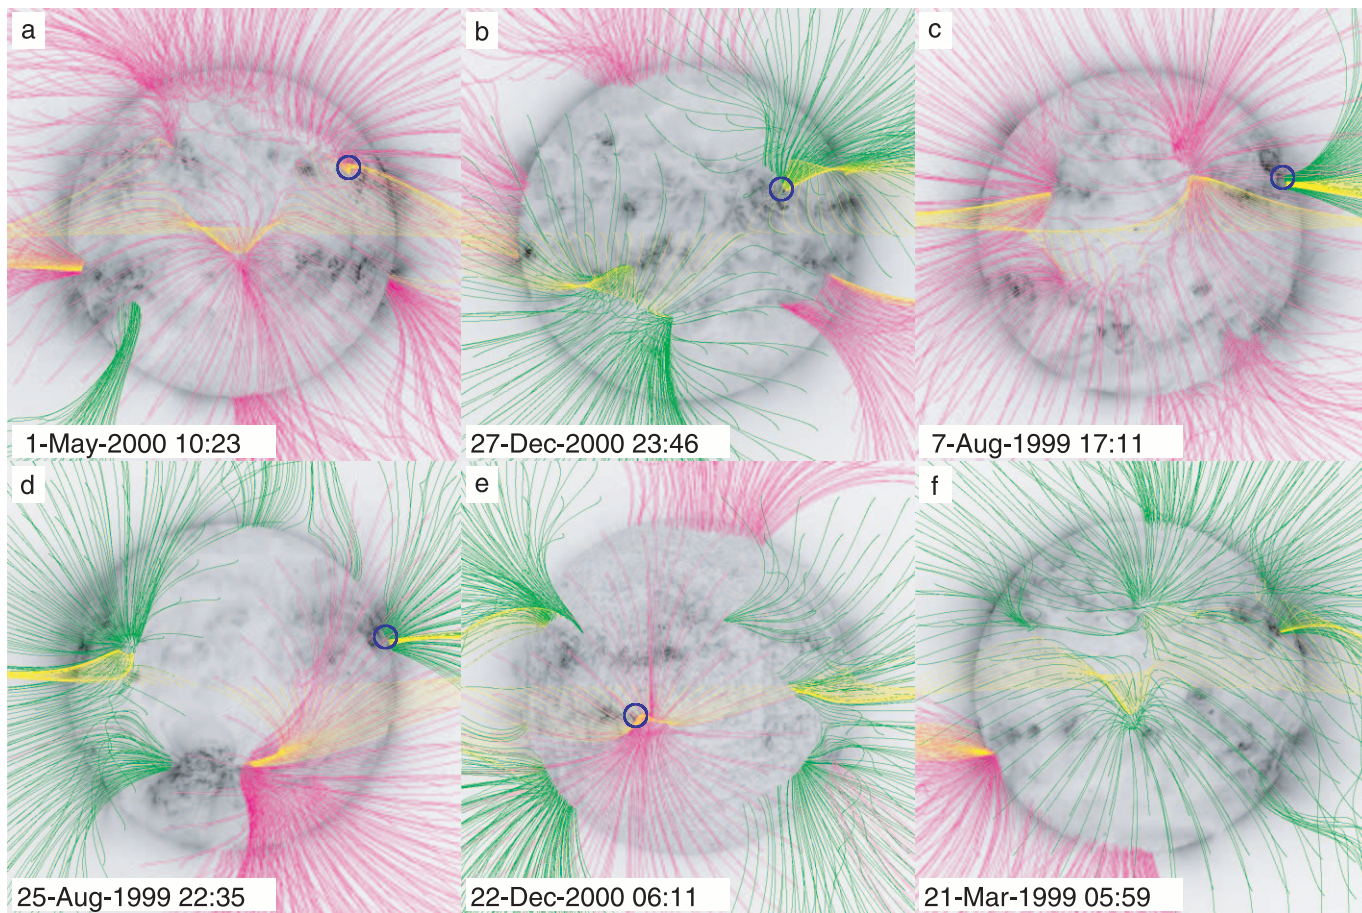 a
b
c
1-May-2000 10:23
27-Dec-2000 23:46
7-Aug-1999 17:11
d
e
f
25-Aug-1999 22:35
22-Dec-2000 06:11
21-Mar-1999 05:59